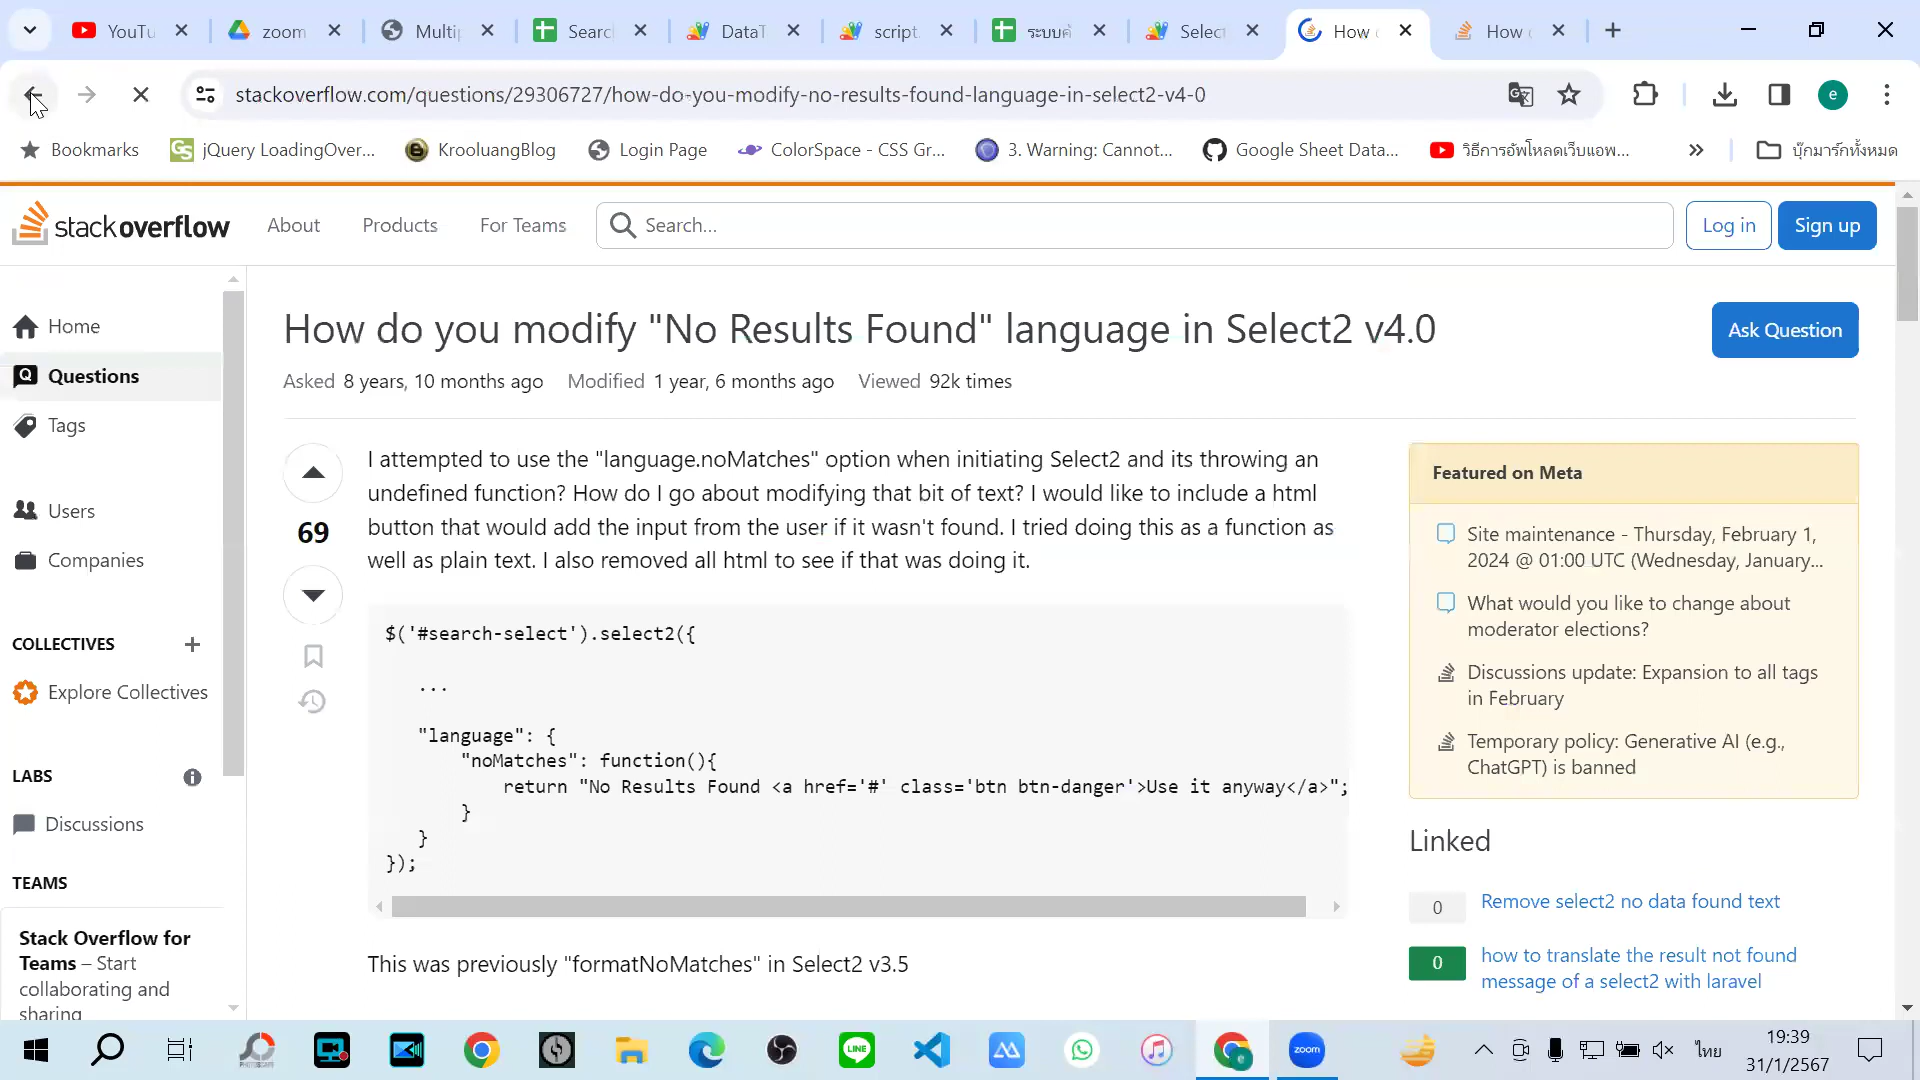 YouTu
zoom
Multip
Searc
DataT
script.
ระบบค้
Select
How
How
stackoverflow.com/questions/29306727/how-do-you-modify-no-results-found-language-in-select2-v4-0
e
Bookmarks
jQuery LoadingOver...
KrooluangBlog
Login Page
ColorSpace - CSS Gr...
3. Warning: Cannot...
Google Sheet Data...
วิธีการอัพโหลดเว็บแอพ...
บุ๊กมาร์กทั้งหมด
stackoverflow
About
Products
For Teams
Search...
Log in
Sign up
Home
Questions
Tags
Users
Companies
COLLECTIVES
Explore Collectives
LABS
Discussions
TEAMS
Stack Overflow for
Teams – Start
collaborating and
sharing
How do you modify "No Results Found" language in Select2 v4.0
Ask Question
Asked 8 years, 10 months ago Modified 1 year, 6 months ago Viewed 92k times
69
I attempted to use the "language.noMatches" option when initiating Select2 and its throwing an
undefined function? How do I go about modifying that bit of text? I would like to include a html
button that would add the input from the user if it wasn't found. I tried doing this as a function as
well as plain text. I also removed all html to see if that was doing it.
$('#search-select').select2({
...
"language": {
"noMatches": function(){
return "No Results Found <a href='#' class='btn btn-danger'>Use it anyway</a>";
}
}
});
This was previously "formatNoMatches" in Select2 v3.5
Featured on Meta
Site maintenance - Thursday, February 1,
2024 @ 01:00 UTC (Wednesday, January...
What would you like to change about
moderator elections?
Discussions update: Expansion to all tags
in February
Temporary policy: Generative AI (e.g.,
ChatGPT) is banned
Linked
0
Remove select2 no data found text
0
how to translate the result not found
message of a select2 with laravel
LINE
zoom
ไทย
19:39
31/1/2567